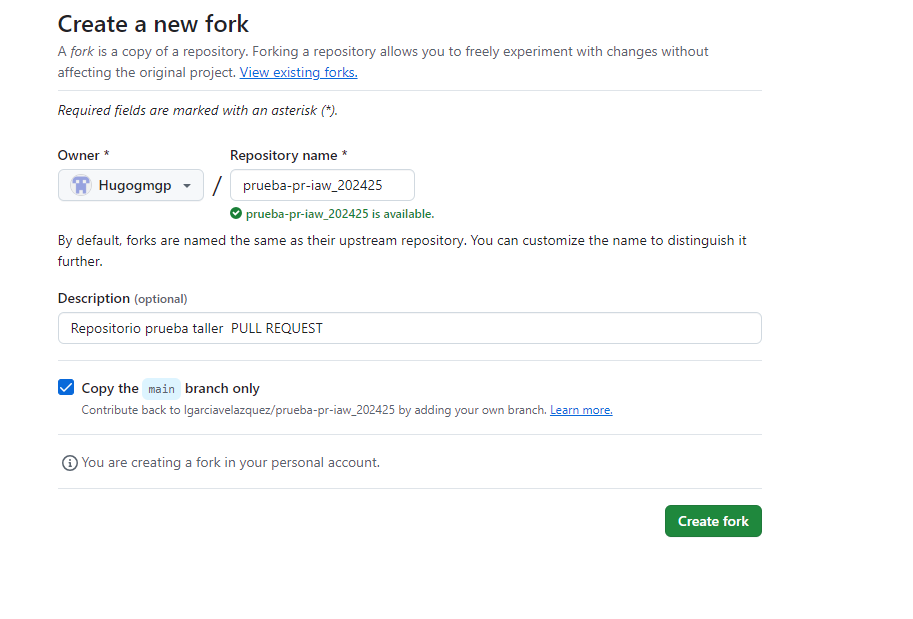 Create a new fork
A fork is a copy of a repository. Forking a repository allows you to freely experiment with changes without
affecting the original project. View existing forks.
Required fields are marked with an asterisk (*).
Owner * Repository name *
Hugogmgp / prueba-pr-iaw_202425
prueba-pr-iaw_202425 is available.
By default, forks are named the same as their upstream repository. You can customize the name to distinguish it
further.
Description (optional)
Repositorio prueba taller  PULL REQUEST
Copy the main branch only
Contribute back to lgarciavelazquez/prueba-pr-iaw_202425 by adding your own branch. Learn more.
You are creating a fork in your personal account.
Create fork